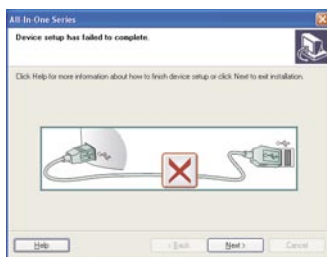 All-In-One Series
Device setup has failed to complete.
Click Help for more information about how to finish device setup or click Next to exit installation.
Help
< Back
Next >
Cancel